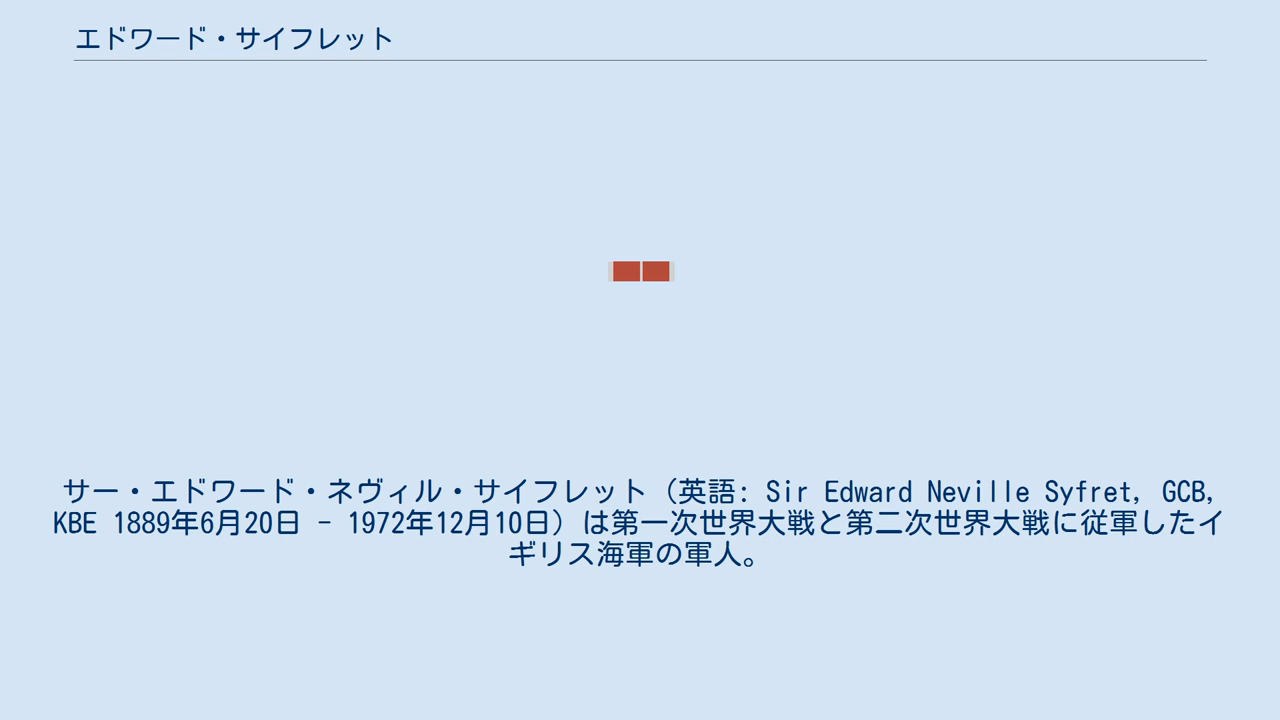 エドワード・サイフレット
サー・エドワード・ネヴィル・サイフレット（英語: Sir Edward Neville Syfret, GCB,
KBE 1889年6月20日 - 1972年12月10日）は第一次世界大戦と第二次世界大戦に従軍したイ
ギリス海軍の軍人。